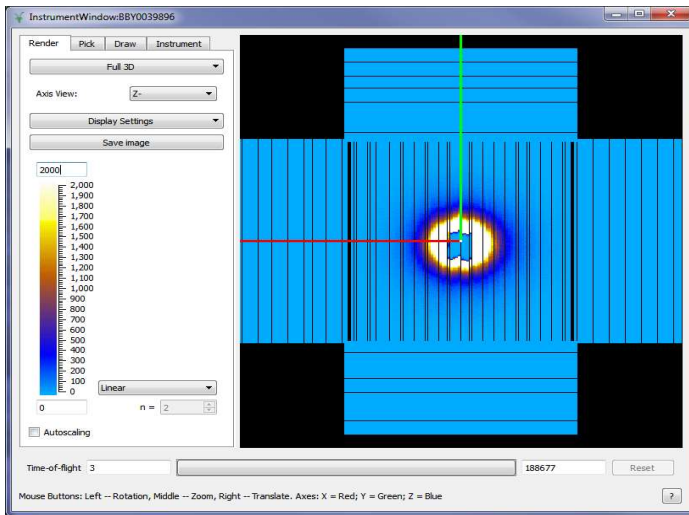 InstrumentWindow:BBY0039896
Render Pick Draw Instrument
Full 3D
Axis View: Z-
Display Settings
Save image
2000
2,000
1,900
1,800
1,700
1,600
1,500
1,400
1,300
1,200
1,100
1,000
900
800
700
600
500
400
300
200
100
0
Linear
0 n = 2
Autoscaling
Time-of-flight 3 188677 Reset
Mouse Buttons: Left -- Rotation, Middle -- Zoom, Right -- Translate. Axes: X = Red; Y = Green; Z = Blue ?